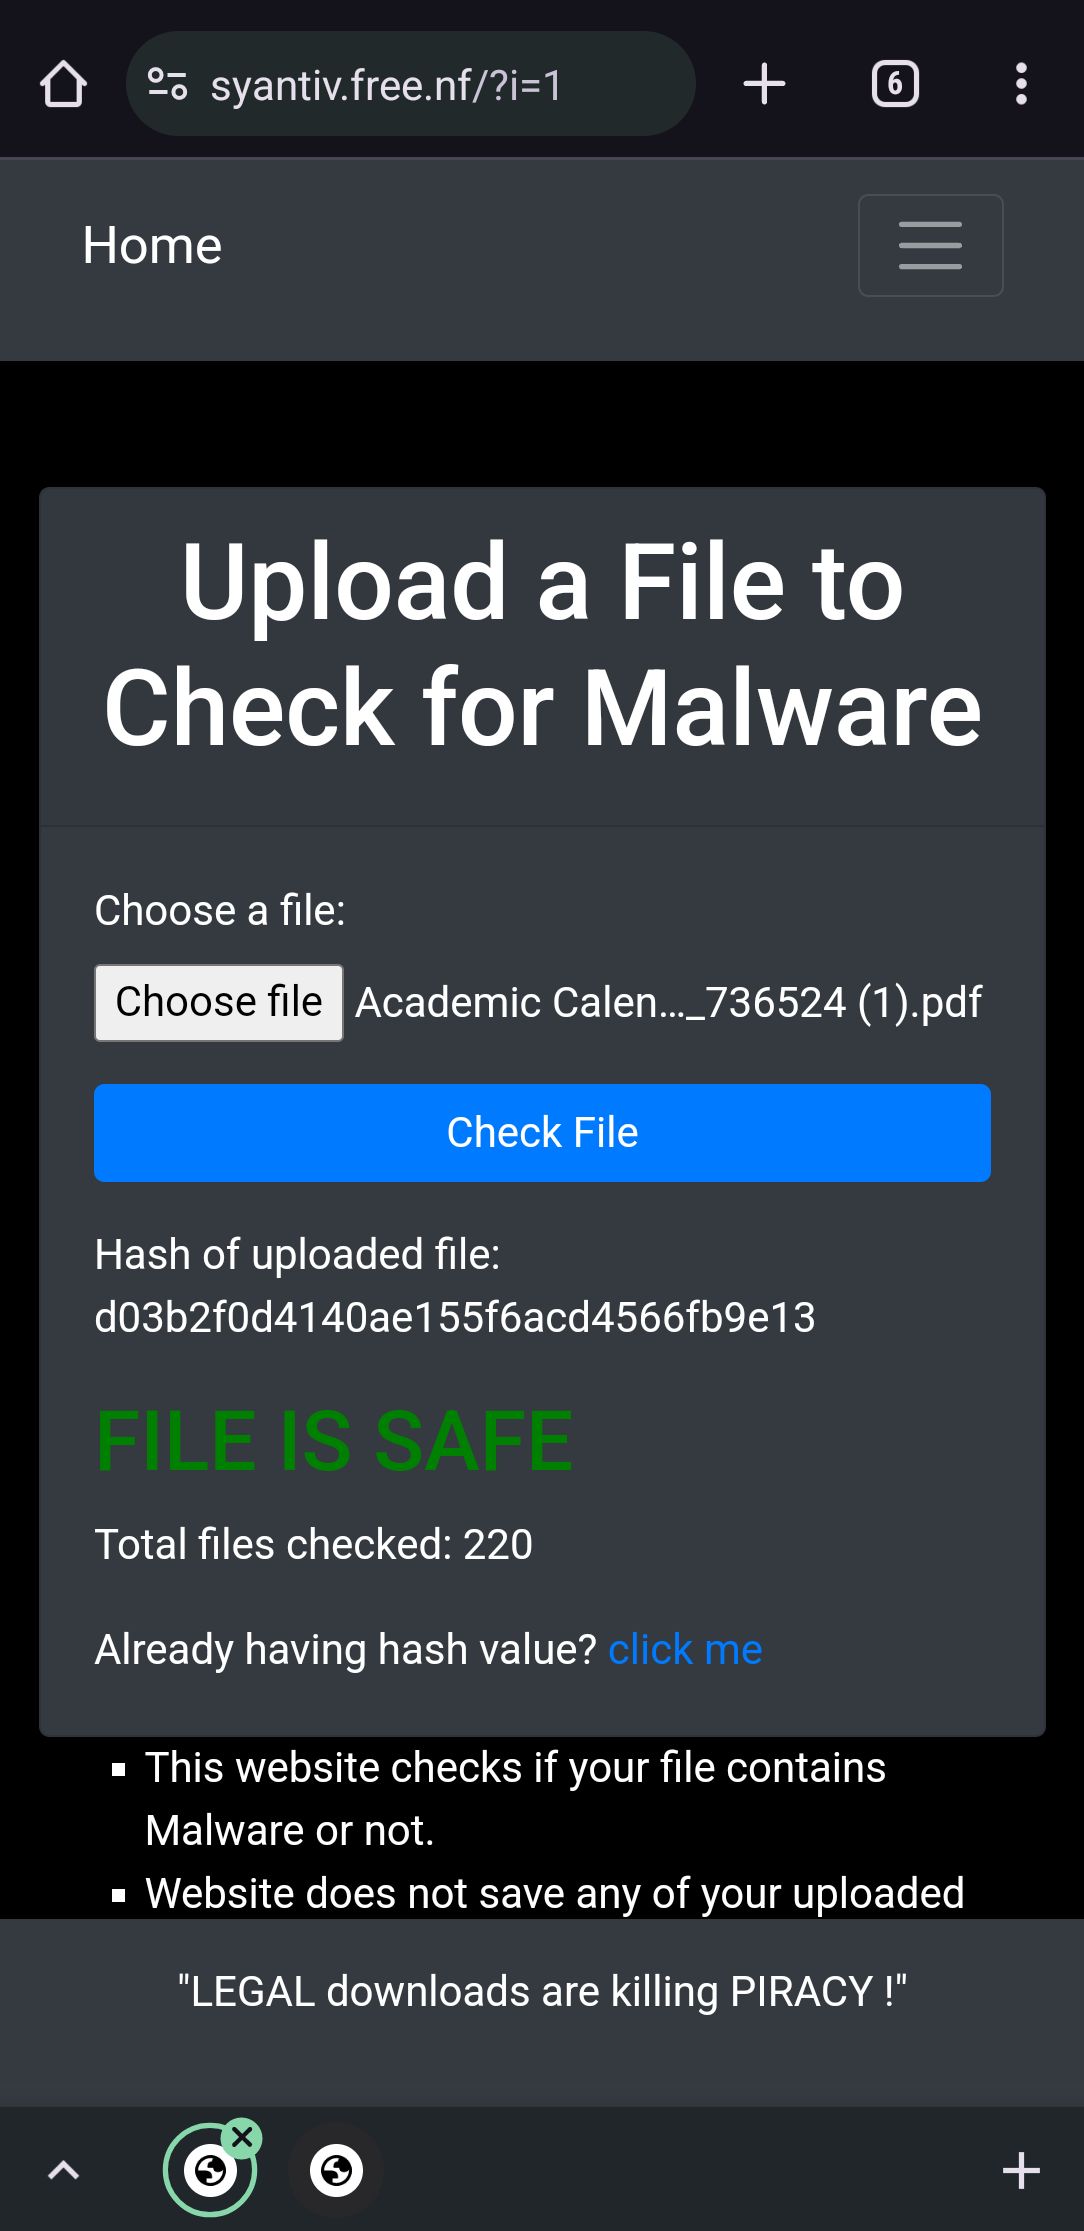 syantiv.free.nf/?i=1
6
Home
Upload a File to
Check for Malware
Choose a file:
Choose file Academic Calen..._736524 (1).pdf
Check File
Hash of uploaded file:
d03b2f0d4140ae155f6acd4566fb9e13
FILE IS SAFE
Total files checked: 220
Already having hash value? click me
▪ This website checks if your file contains
Malware or not.
▪ Website does not save any of your uploaded
"LEGAL downloads are killing PIRACY !"